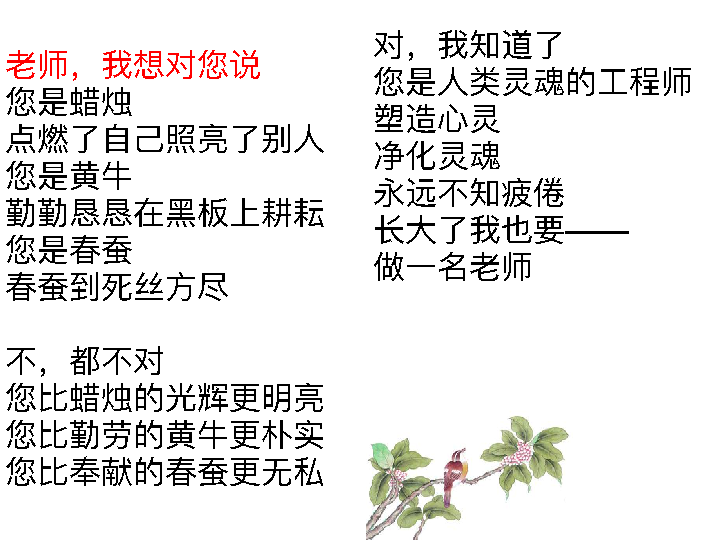 老师，我想对您说
您是蜡烛
点燃了自己照亮了别人
您是黄牛
勤勤恳恳在黑板上耕耘
您是春蚕
春蚕到死丝方尽
不，都不对
您比蜡烛的光辉更明亮
您比勤劳的黄牛更朴实
您比奉献的春蚕更无私
对，我知道了
您是人类灵魂的工程师
塑造心灵
净化灵魂
永远不知疲倦
长大了我也要——
做一名老师